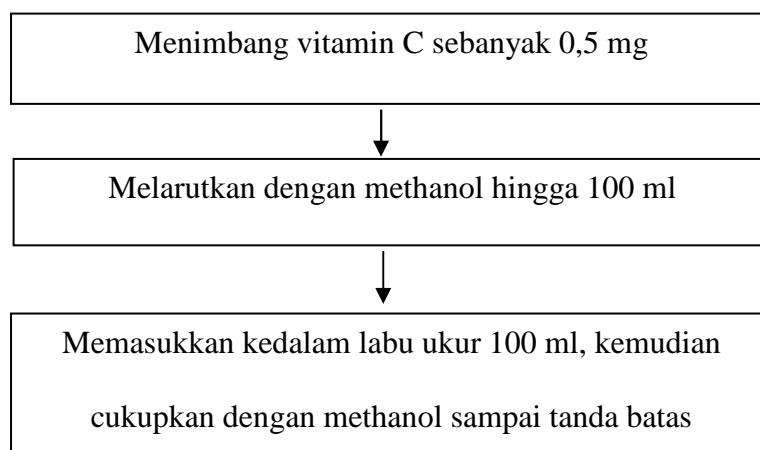 Menimbang vitamin C sebanyak 0,5 mg
Melarutkan dengan methanol hingga 100 ml
Memasukkan kedalam labu ukur 100 ml, kemudian
cukupkan dengan methanol sampai tanda batas